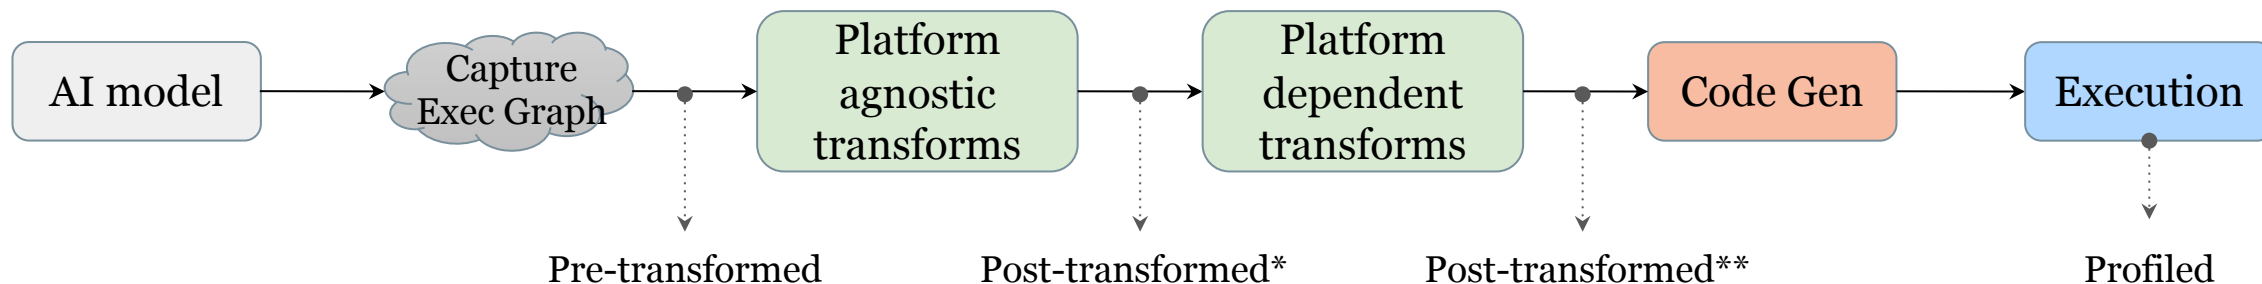 AI model
Capture
Exec Graph
Platform
agnostic
transforms
Platform
dependent
transforms
Code Gen
Execution
Pre-transformed
Post-transformed*
Post-transformed**
Profiled